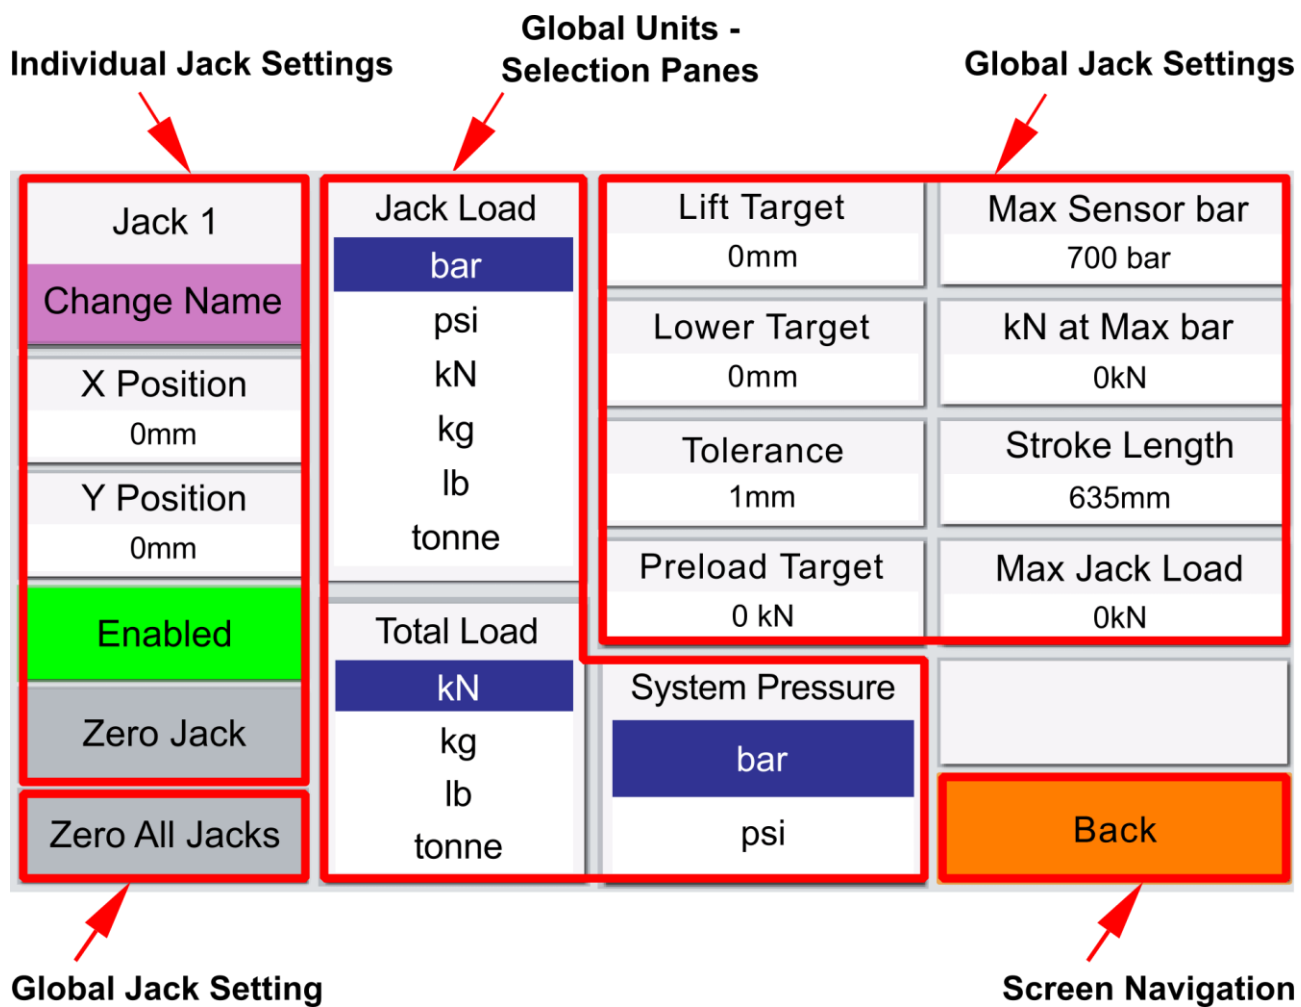 Individual Jack Settings
Global Units -
Selection Panes
Global Jack Settings
Jack 1
Change Name
X Position
0mm
Y Position
0mm
Enabled
Zero Jack
Zero All Jacks
Jack Load
bar
psi
kN
kg
lb
tonne
Total Load
kN
kg
lb
tonne
Lift Target
0mm
Lower Target
0mm
Tolerance
1mm
Preload Target
0 kN
System Pressure
bar
psi
Max Sensor bar
700 bar
kN at Max bar
0kN
Stroke Length
635mm
Max Jack Load
0kN
Back
Global Jack Setting
Screen Navigation